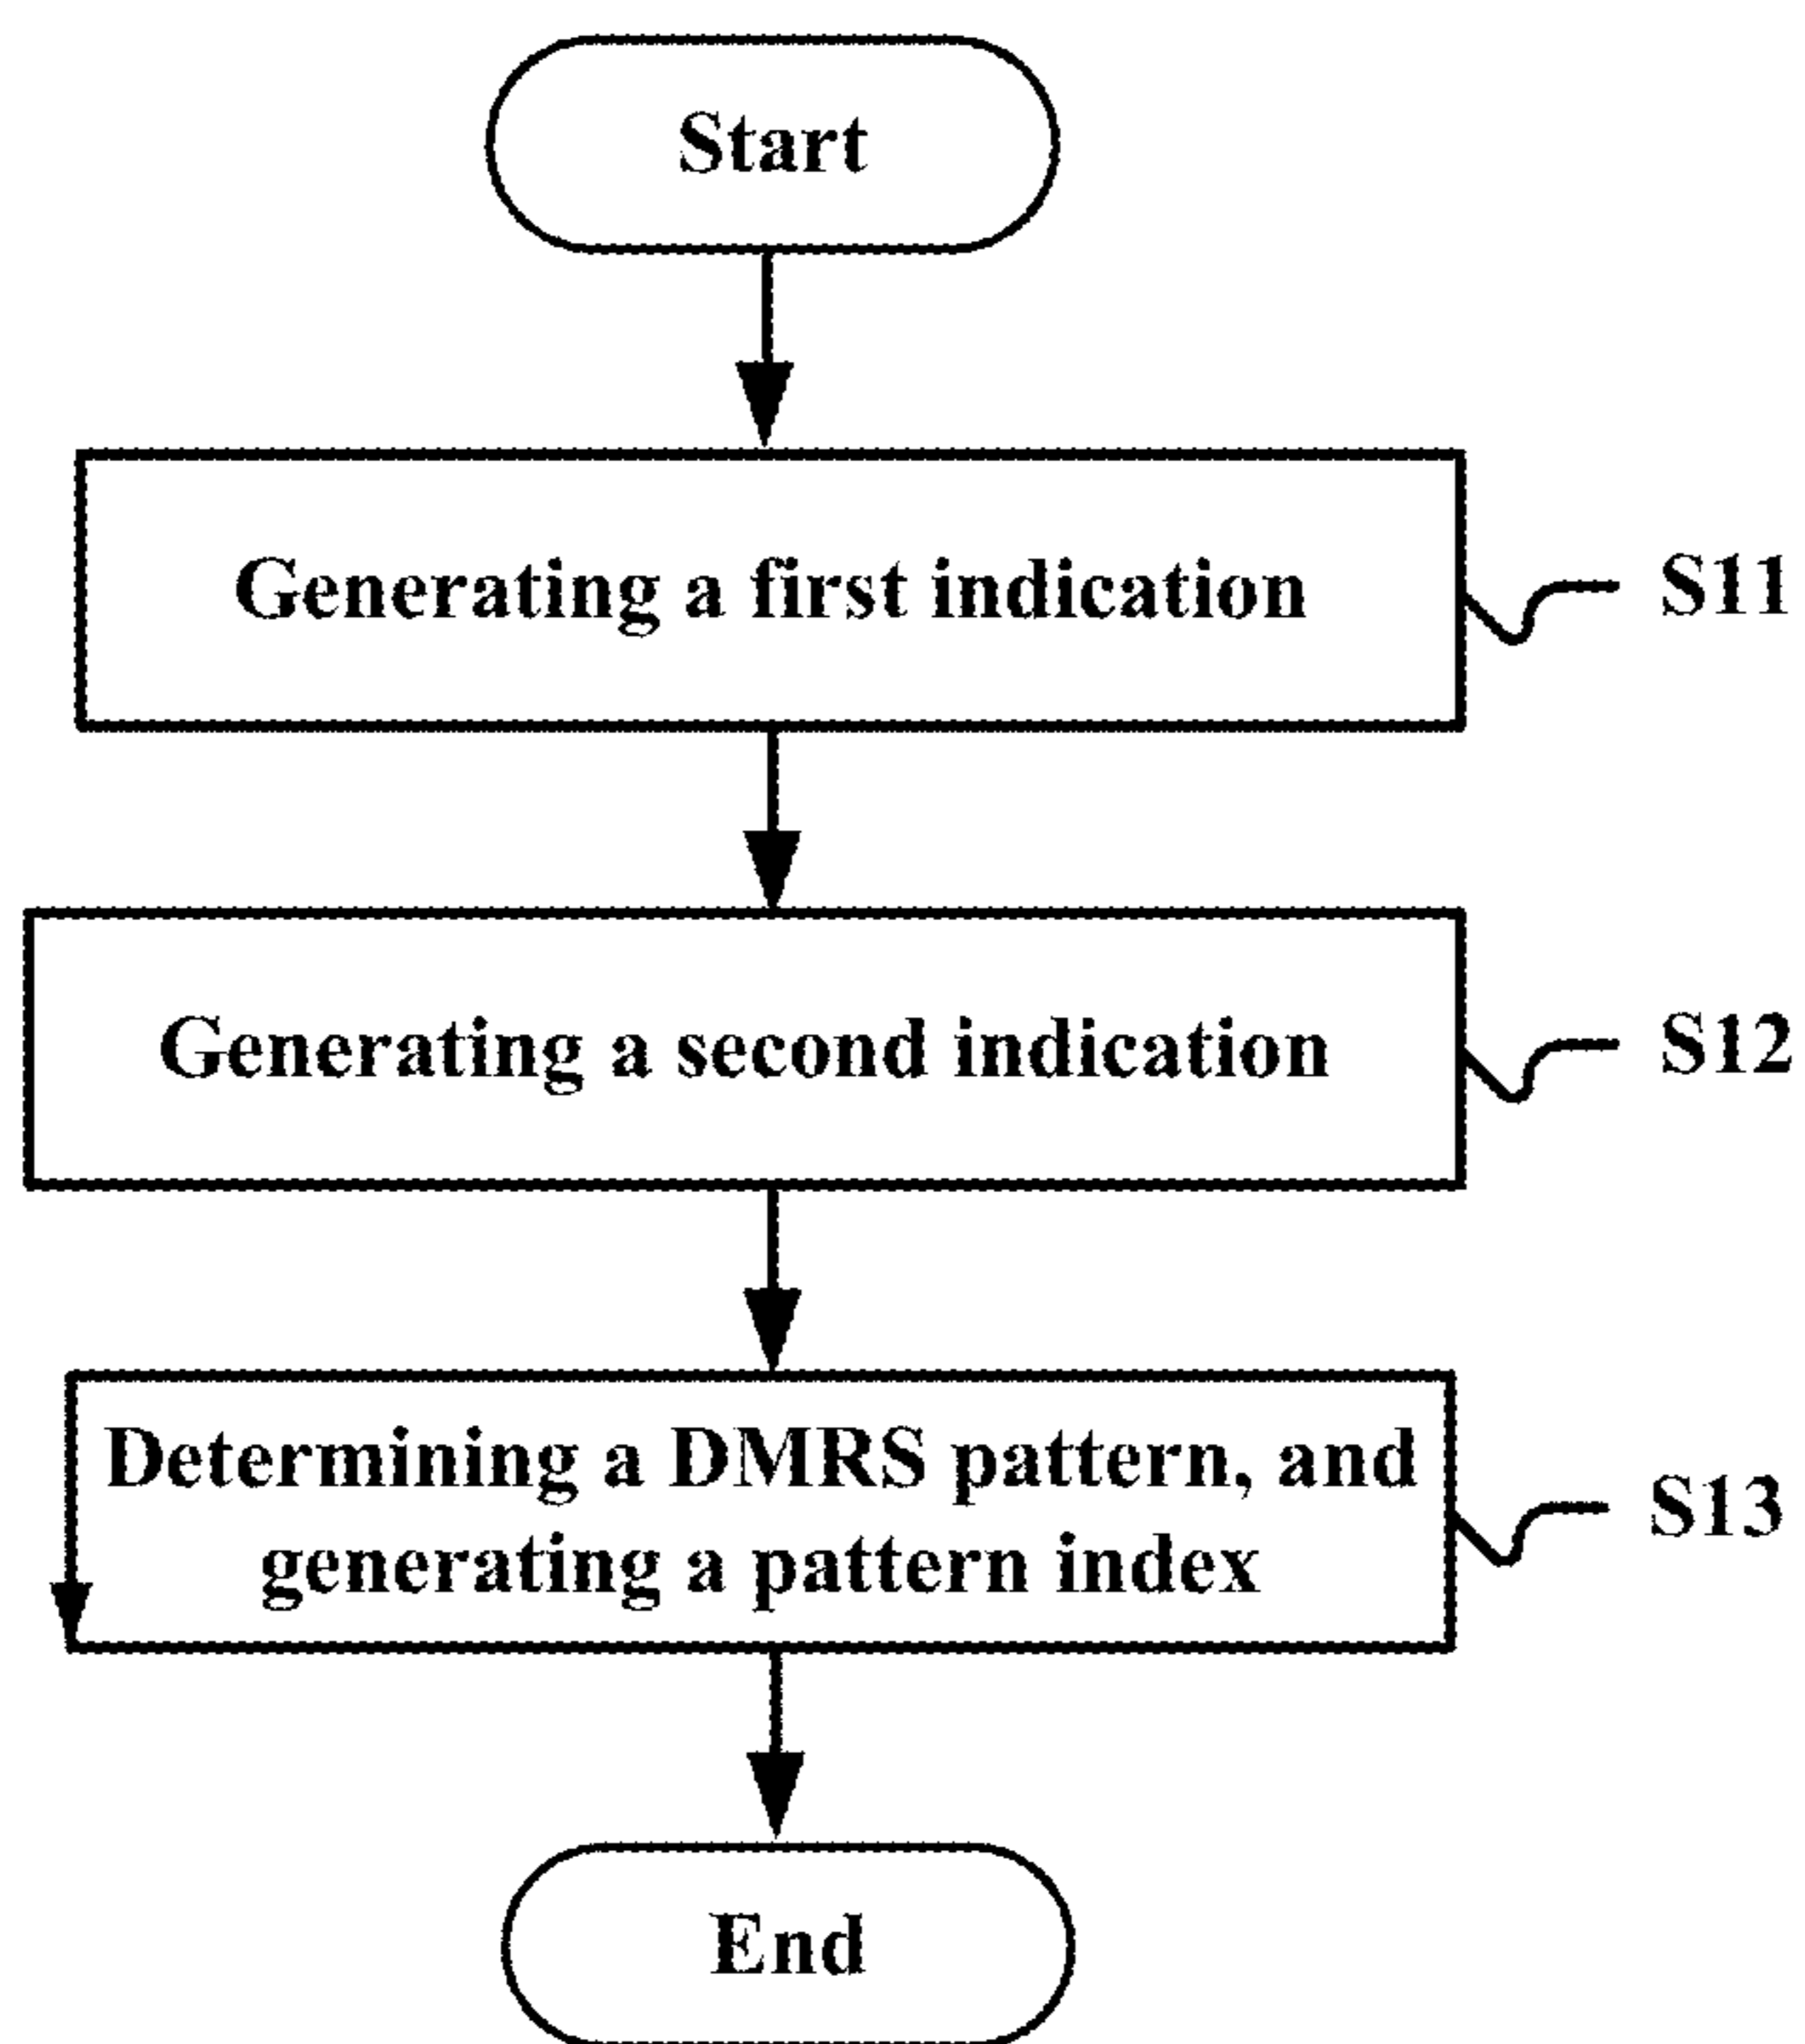 Start
Generating a first indication
S11
Generating a second indication
S12
Determining a DMRS pattern, and
generating a pattern index
S13
End